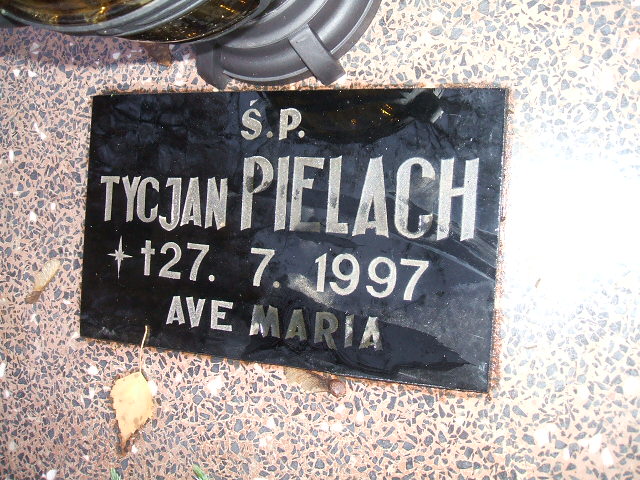 Ś.P.
TYCJAN PIELACH
✶ ✝ 27. 7. 1997
AVE MARIA